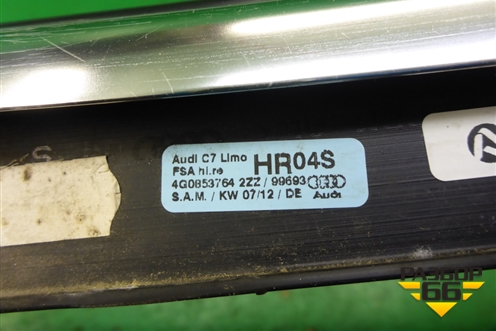 Audi C7 Limo HR04S
FSA hi.re
4G0853764 2ZZ / 99693
S.A.M. / KW 07/12 / DE Audi
S
РАЗБОР
66